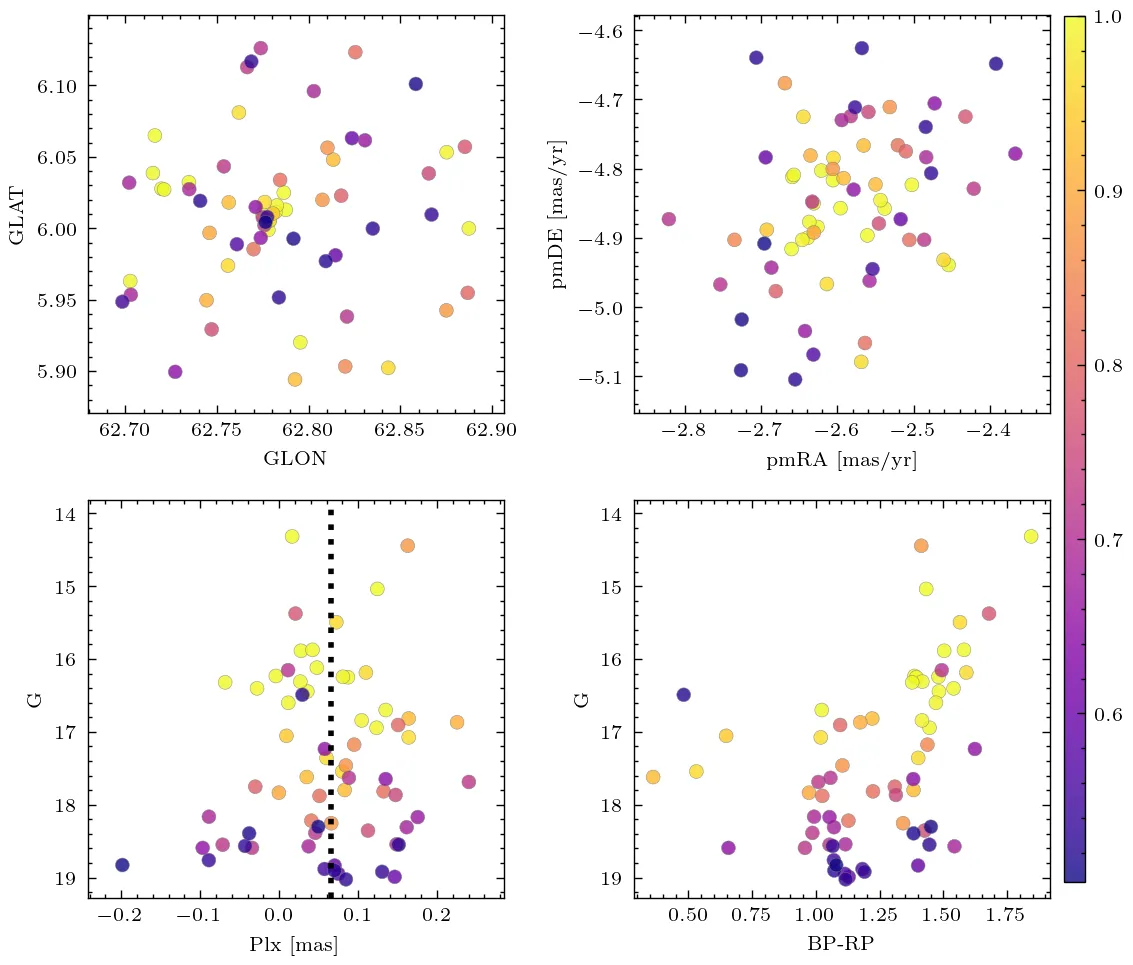 6.10
6.05
6.00
5.95
5.90
GLAT
62.70 62.75 62.80 62.85 62.90
GLON
−4.6
−4.7
−4.8
−4.9
−5.0
−5.1
pmDE [mas/yr]
−2.8 −2.7 −2.6 −2.5 −2.4
pmRA [mas/yr]
1.0
0.9
0.8
0.7
0.6
14
15
16
17
18
19
G
−0.2 −0.1 0.0 0.1 0.2
Plx [mas]
14
15
16
17
18
19
G
0.50 0.75 1.00 1.25 1.50 1.75
BP-RP